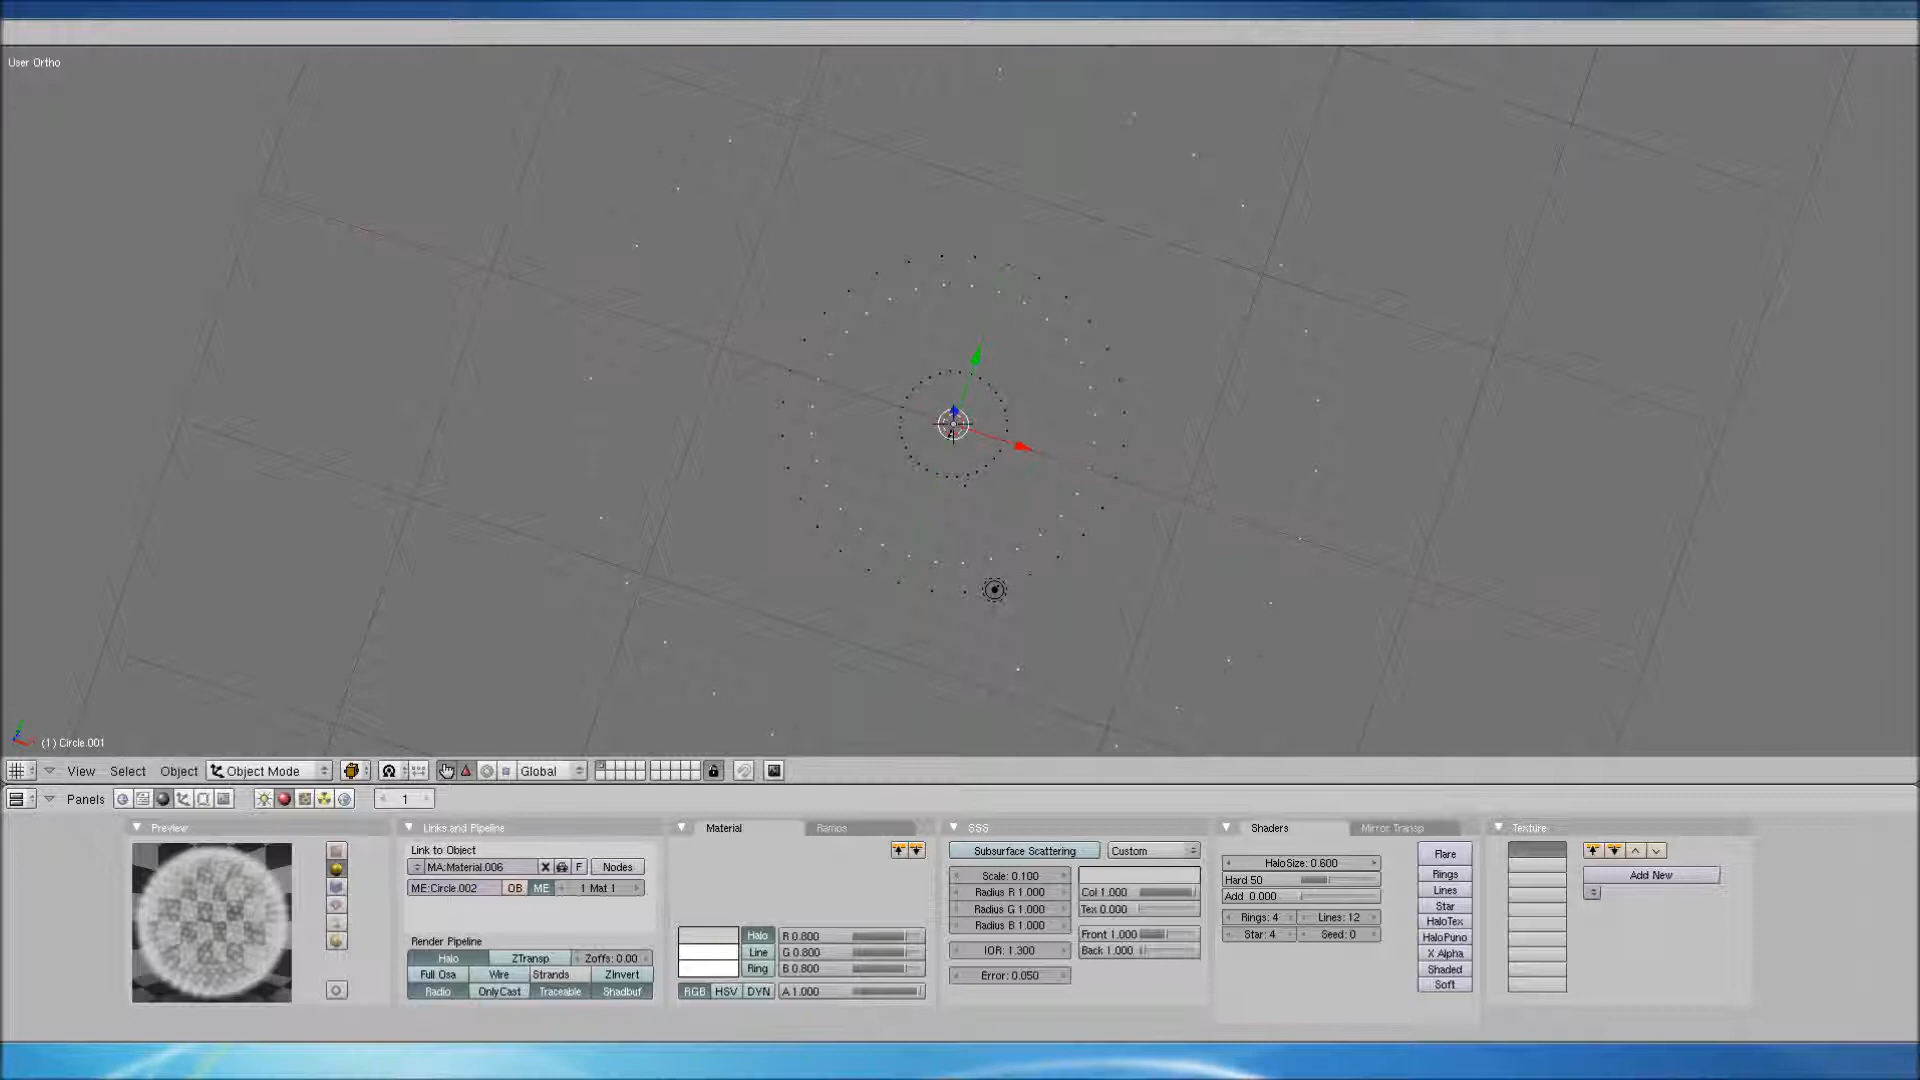 User Ortho
(1) Circle.001
View Select Object Object Mode Global
Panels 1
Preview
Links and Pipeline
Link to Object
MA:Material.006 F Nodes
ME:Circle.002 OB ME 1 Mat 1
Render Pipeline
Halo ZTransp Zoffs: 0.00
Full Osa Wire Strands ZInvert
Radio OnlyCast Traceable Shadbuf
Material Ramps
Halo R 0.800
Line G 0.800
Ring B 0.800
RGB HSV DYN A 1.000
SSS
Subsurface Scattering Custom
Scale: 0.100
Radius R 1.000 Col 1.000
Radius G 1.000 Tex 0.000
Radius B 1.000 Front 1.000
IOR: 1.300 Back 1.000
Error: 0.050
Shaders Mirror Transp
HaloSize: 0.600
Hard 50
Add 0.000
Rings: 4 Lines: 12
Star: 4 Seed: 0
Flare
Rings
Lines
Star
HaloTex
HaloPuno
X Alpha
Shaded
Soft
Texture
Add New